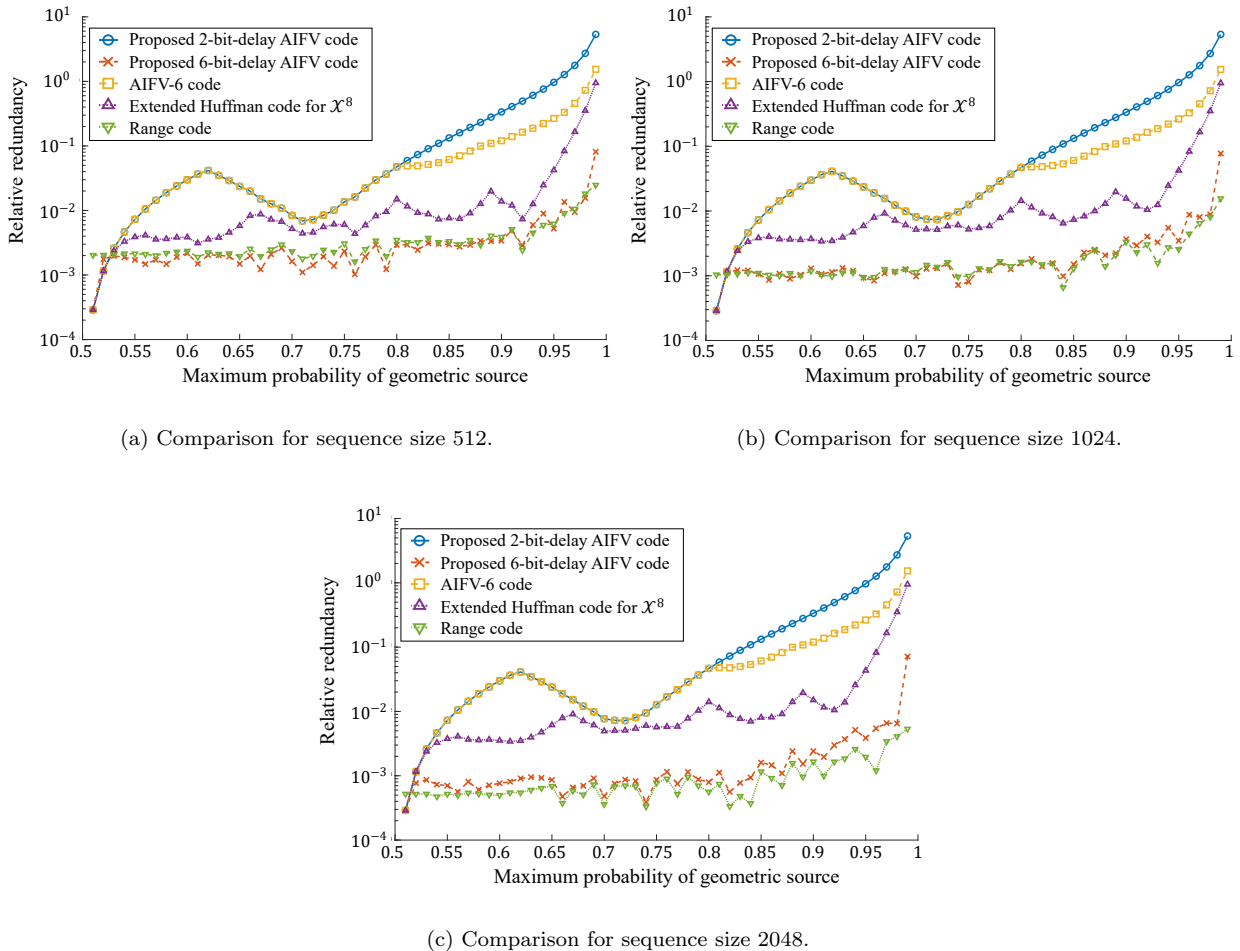 10^1
10^0
10^{-1}
10^{-2}
10^{-3}
10^{-4}
Relative redundancy
Proposed 2-bit-delay AIFV code
Proposed 6-bit-delay AIFV code
AIFV-6 code
Extended Huffman code for 𝒳^8
Range code
0.5 0.55 0.6 0.65 0.7 0.75 0.8 0.85 0.9 0.95 1
Maximum probability of geometric source
(a) Comparison for sequence size 512.
10^1
10^0
10^{-1}
10^{-2}
10^{-3}
10^{-4}
Relative redundancy
Proposed 2-bit-delay AIFV code
Proposed 6-bit-delay AIFV code
AIFV-6 code
Extended Huffman code for 𝒳^8
Range code
0.5 0.55 0.6 0.65 0.7 0.75 0.8 0.85 0.9 0.95 1
Maximum probability of geometric source
(b) Comparison for sequence size 1024.
10^1
10^0
10^{-1}
10^{-2}
10^{-3}
10^{-4}
Relative redundancy
Proposed 2-bit-delay AIFV code
Proposed 6-bit-delay AIFV code
AIFV-6 code
Extended Huffman code for 𝒳^8
Range code
0.5 0.55 0.6 0.65 0.7 0.75 0.8 0.85 0.9 0.95 1
Maximum probability of geometric source
(c) Comparison for sequence size 2048.